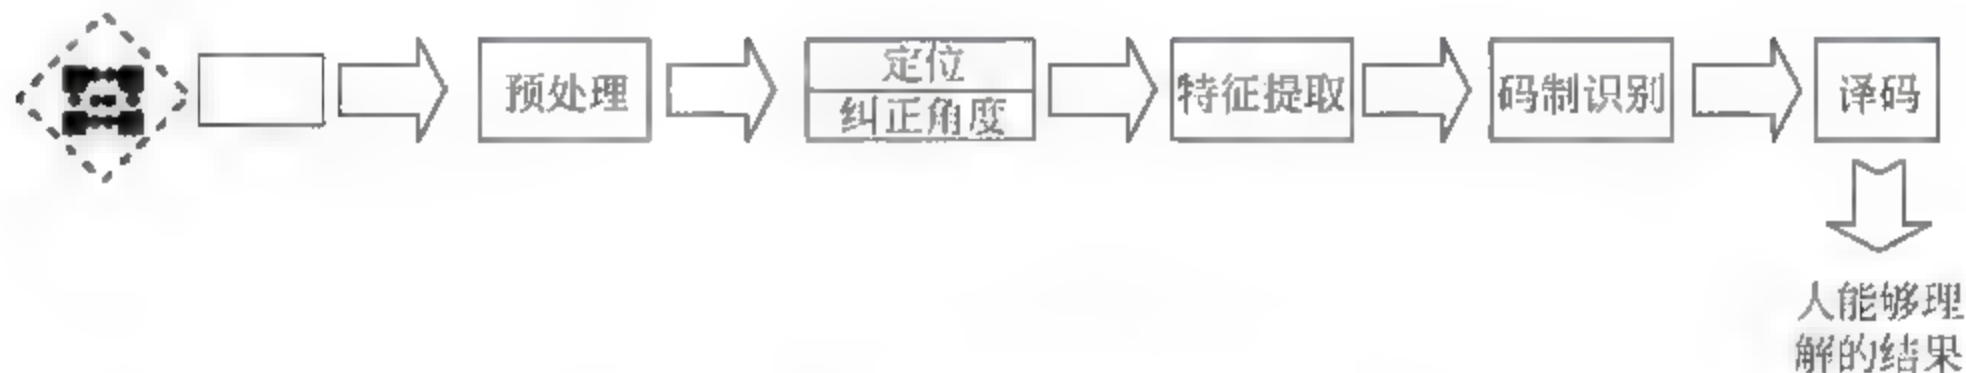 预处理
定位
纠正角度
特征提取
码制识别
译码
人能够理
解的结果